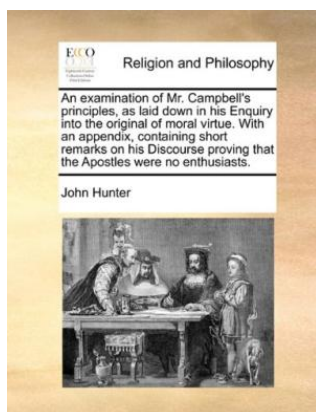 ECCO
Religion and Philosophy
An examination of Mr. Campbell's
principles, as laid down in his Enquiry
into the original of moral virtue. With
an appendix, containing short
remarks on his Discourse proving that
the Apostles were no enthusiasts.
John Hunter